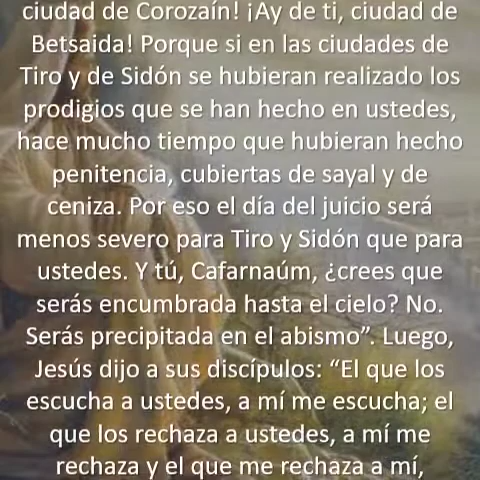 ciudad de Corozaín! ¡Ay de ti, ciudad de
Betsaida! Porque si en las ciudades de
Tiro y de Sidón se hubieran realizado los
prodigios que se han hecho en ustedes,
hace mucho tiempo que hubieran hecho
penitencia, cubiertas de sayal y de
ceniza. Por eso el día del juicio será
menos severo para Tiro y Sidón que para
ustedes. Y tú, Cafarnaúm, ¿crees que
serás encumbrada hasta el cielo? No.
Serás precipitada en el abismo”. Luego,
Jesús dijo a sus discípulos: “El que los
escucha a ustedes, a mí me escucha; el
que los rechaza a ustedes, a mí me
rechaza y el que me rechaza a mí,